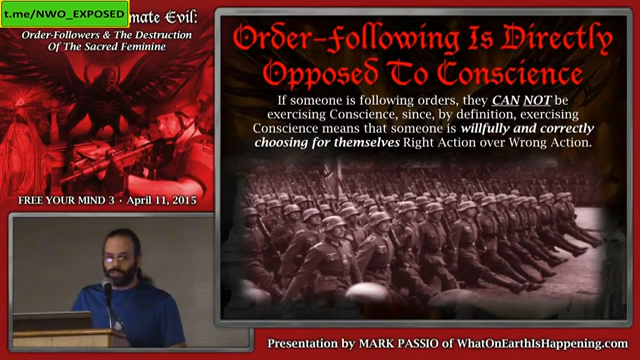 t.me/NWO_EXPOSED
mate Evil:
Order-Followers & The Destruction
Of The Sacred Feminine
FREE YOUR MIND 3 · April 11, 2015
Order-Following Is Directly
Opposed To Conscience
If someone is following orders, they CAN NOT be
exercising Conscience, since, by definition, exercising
Conscience means that someone is willfully and correctly
choosing for themselves Right Action over Wrong Action.
Presentation by MARK PASSIO of WhatOnEarthIsHappening.com